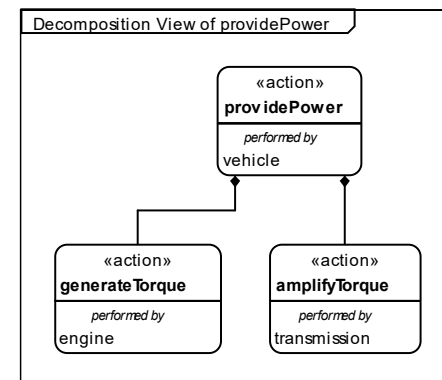 Decomposition View of providePower
«action»
providePower
performed by
vehicle
«action»
generateTorque
performed by
engine
«action»
amplifyTorque
performed by
transmission